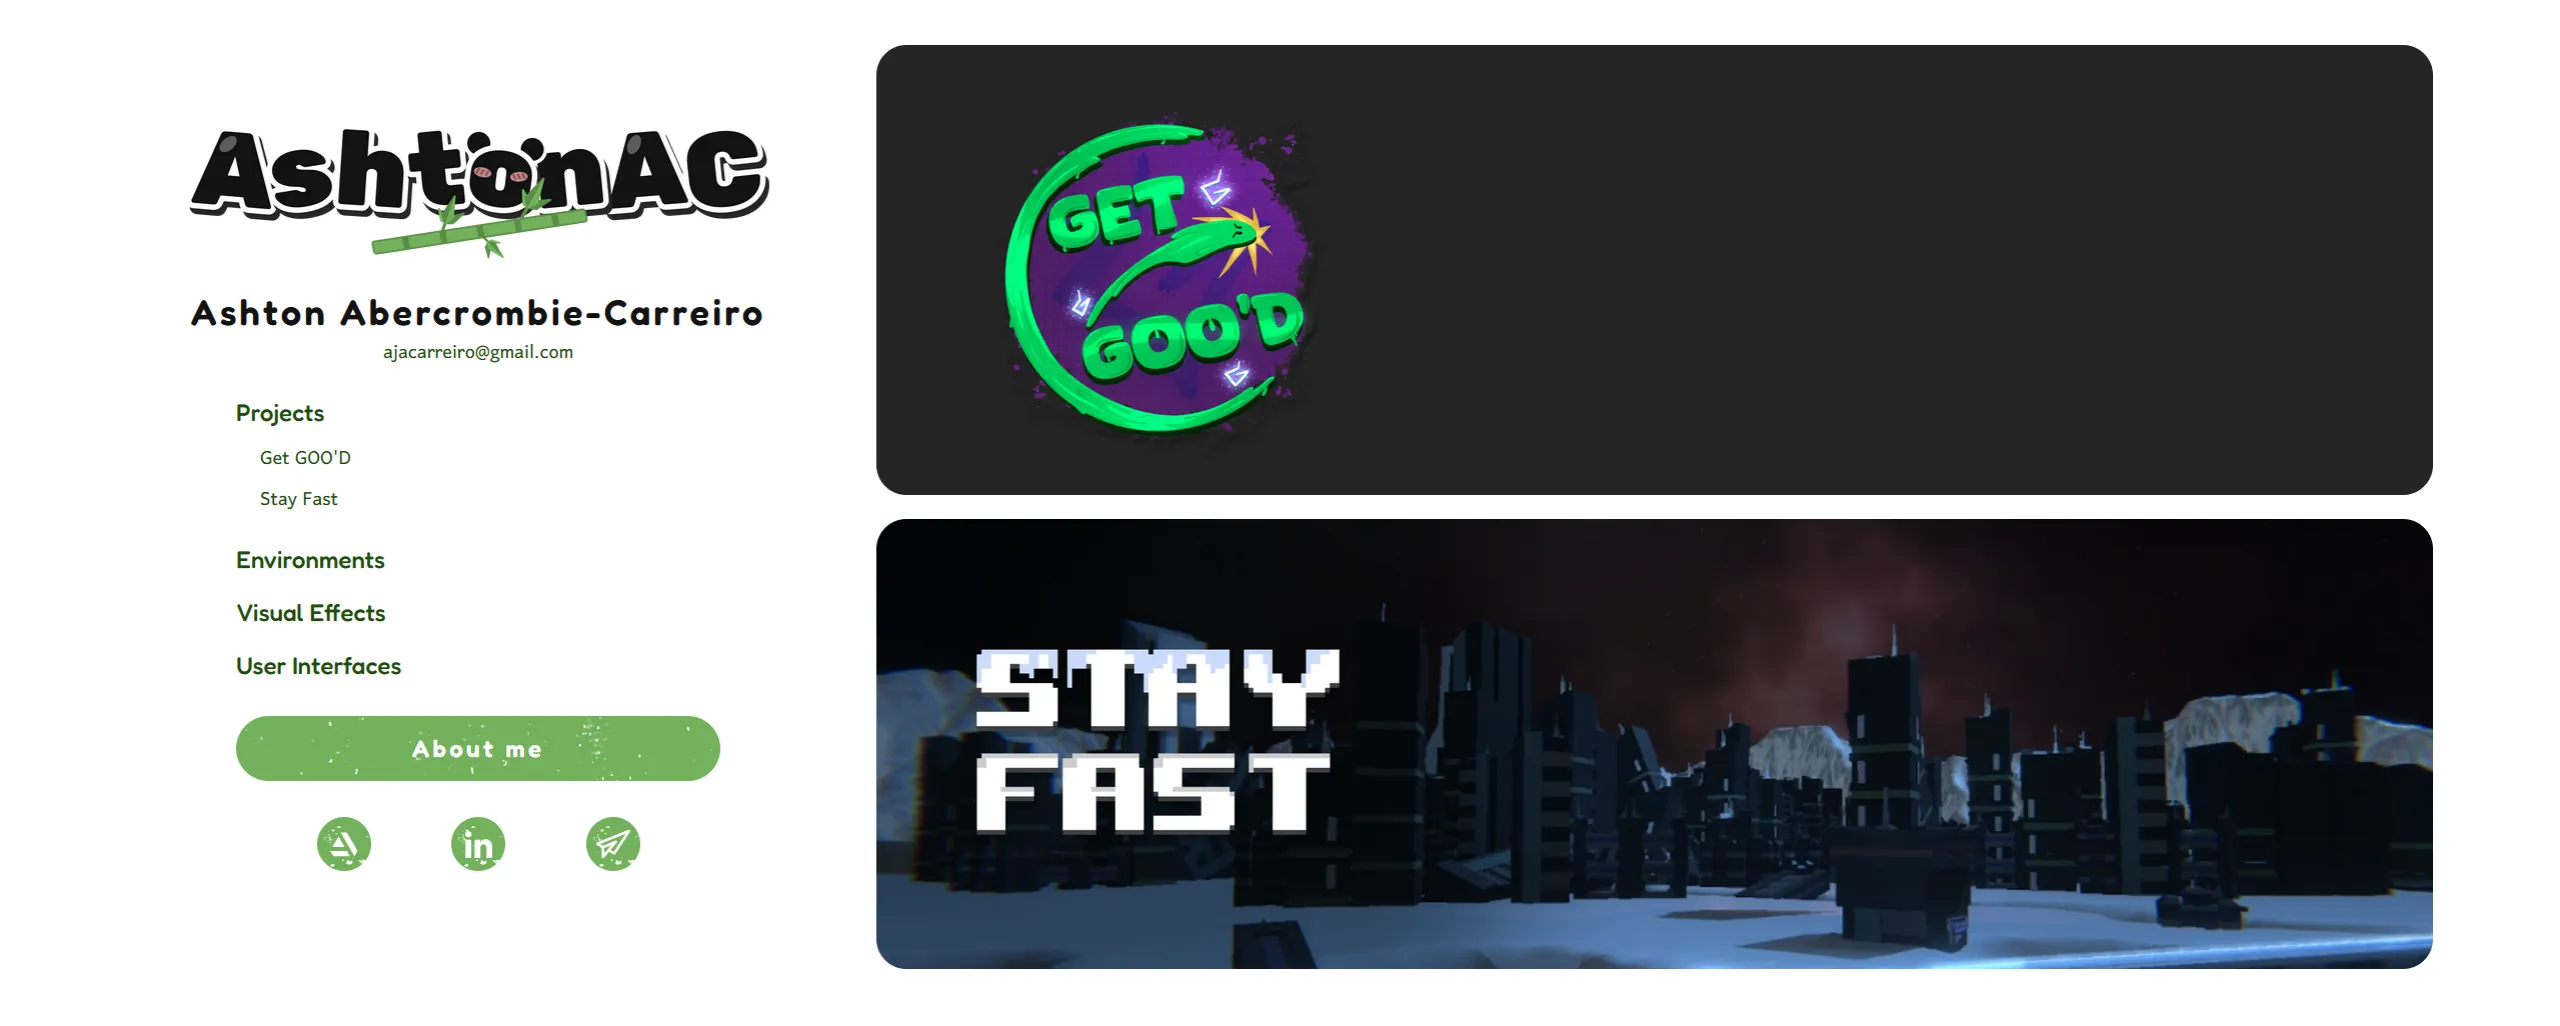 AshtonAC
Ashton Abercrombie-Carreiro
ajacarreiro@gmail.com
Projects
Get GOO'D
Stay Fast
Environments
Visual Effects
User Interfaces
About me
in
GET
GOO'D
STAY
FAST